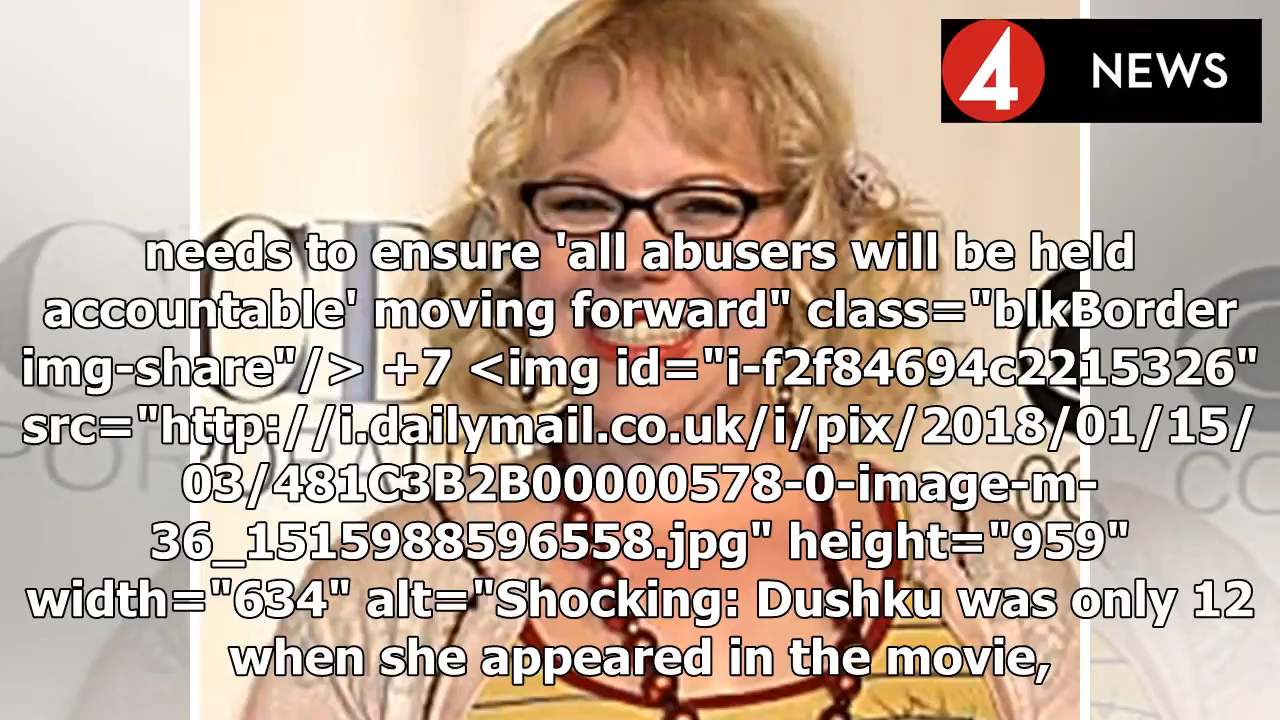 4 NEWS
needs to ensure 'all abusers will be held
accountable' moving forward" class="blkBorder
img-share"/> +7 <img id="i-f2f84694c2215326"
src="http://i.dailymail.co.uk/i/pix/2018/01/15/
03/481C3B2B00000578-0-image-m-
36_1515988596558.jpg" height="959"
width="634" alt="Shocking: Dushku was only 12
when she appeared in the movie,